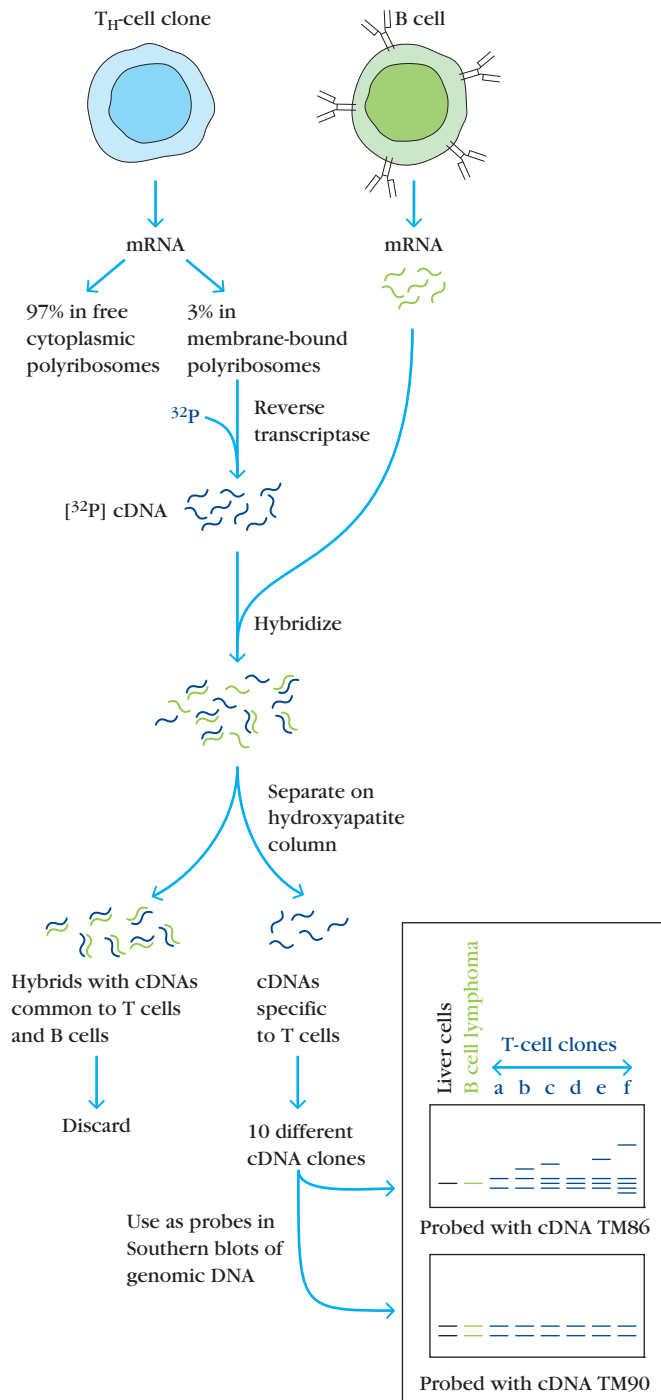 T_H-cell clone
B cell
mRNA
mRNA
97% in free
cytoplasmic
polyribosomes
3% in
membrane-bound
polyribosomes
³²P
Reverse
transcriptase
[³²P] cDNA
Hybridize
Separate on
hydroxyapatite
column
Hybrids with cDNAs
common to T cells
and B cells
cDNAs
specific
to T cells
Discard
10 different
cDNA clones
Use as probes in
Southern blots of
genomic DNA
Liver cells
B cell lymphoma
T-cell clones
a b c d e f
Probed with cDNA TM86
Probed with cDNA TM90